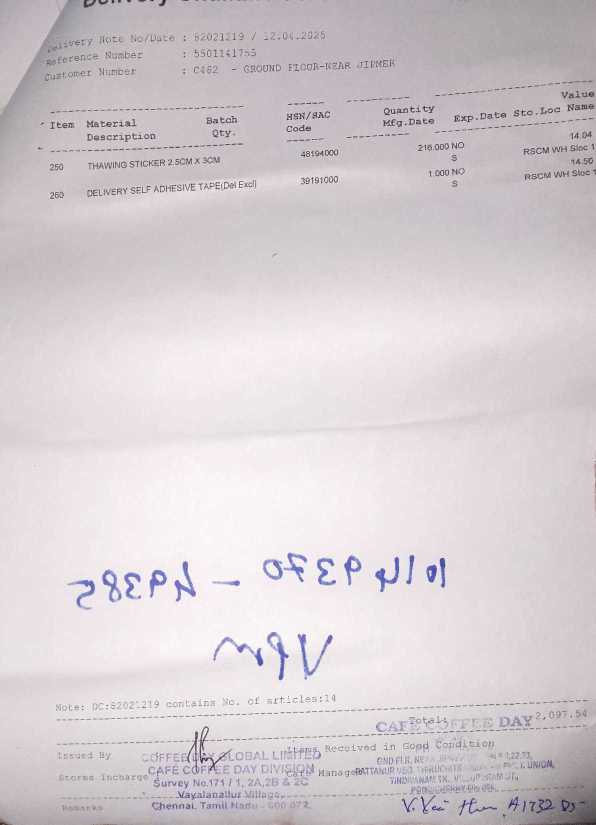 Delivery Note No/Date : 82021219 / 12.04.2025
Reference Number : 5501141755
Customer Number : C462 - GROUND FLOOR-NEAR JIPMER
Item Material Batch HSN/SAC Quantity Value
Description Qty. Code Mfg.Date Exp.Date Sto.Loc Name
250 THAWING STICKER 2.5CM X 3CM 48194000 216.000 NO 14.04
S RSCM WH Sloc 1
260 DELIVERY SELF ADHESIVE TAPE(Del Excl) 39191000 1.000 NO 14.50
S RSCM WH Sloc 1
10149370 - 49385
Note: DC:82021219 contains No. of articles:14
Total: 2,097.54
CAFE COFFEE DAY
Issued By
Items Received in Good Condition
COFFEE DAY GLOBAL LIMITED
CAFÉ COFFEE DAY DIVISION
Stores Incharge
Cafe Manager
Survey No.171 / 1, 2A,2B & 2C
Vayalanallur Village,
Remarks
Chennai, Tamil Nadu - 600 072.